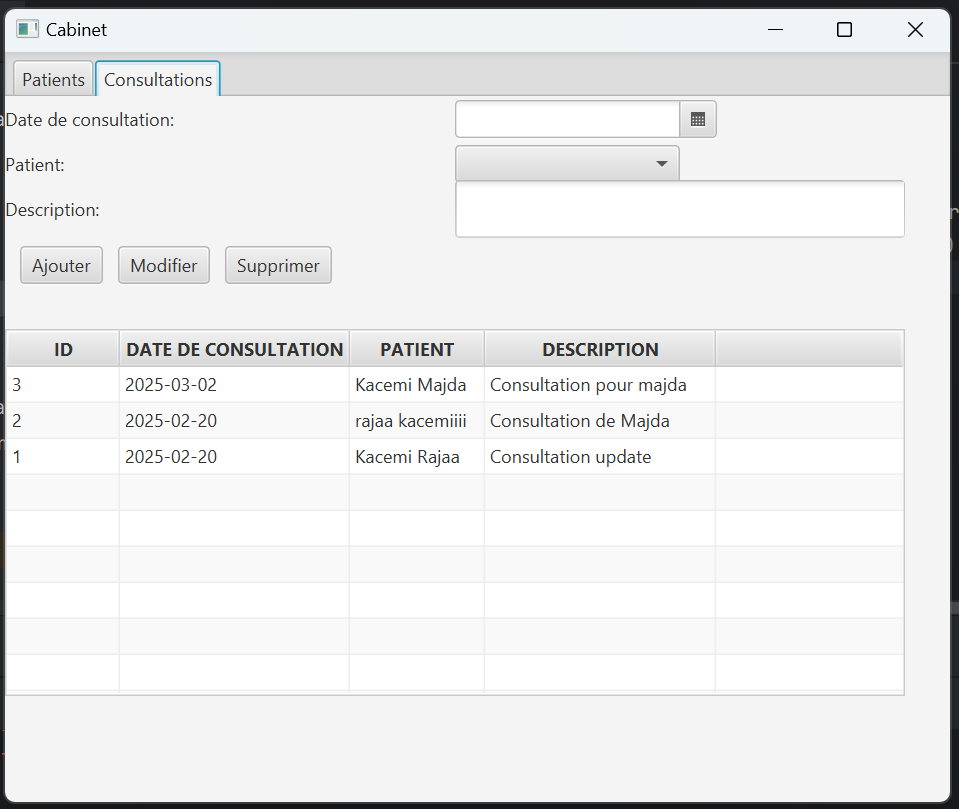 Cabinet
Patients Consultations
Date de consultation:
Patient:
Description:
Ajouter Modifier Supprimer
ID DATE DE CONSULTATION PATIENT DESCRIPTION
3 2025-03-02 Kacemi Majda Consultation pour majda
2 2025-02-20 rajaa kacemiiii Consultation de Majda
1 2025-02-20 Kacemi Rajaa Consultation update